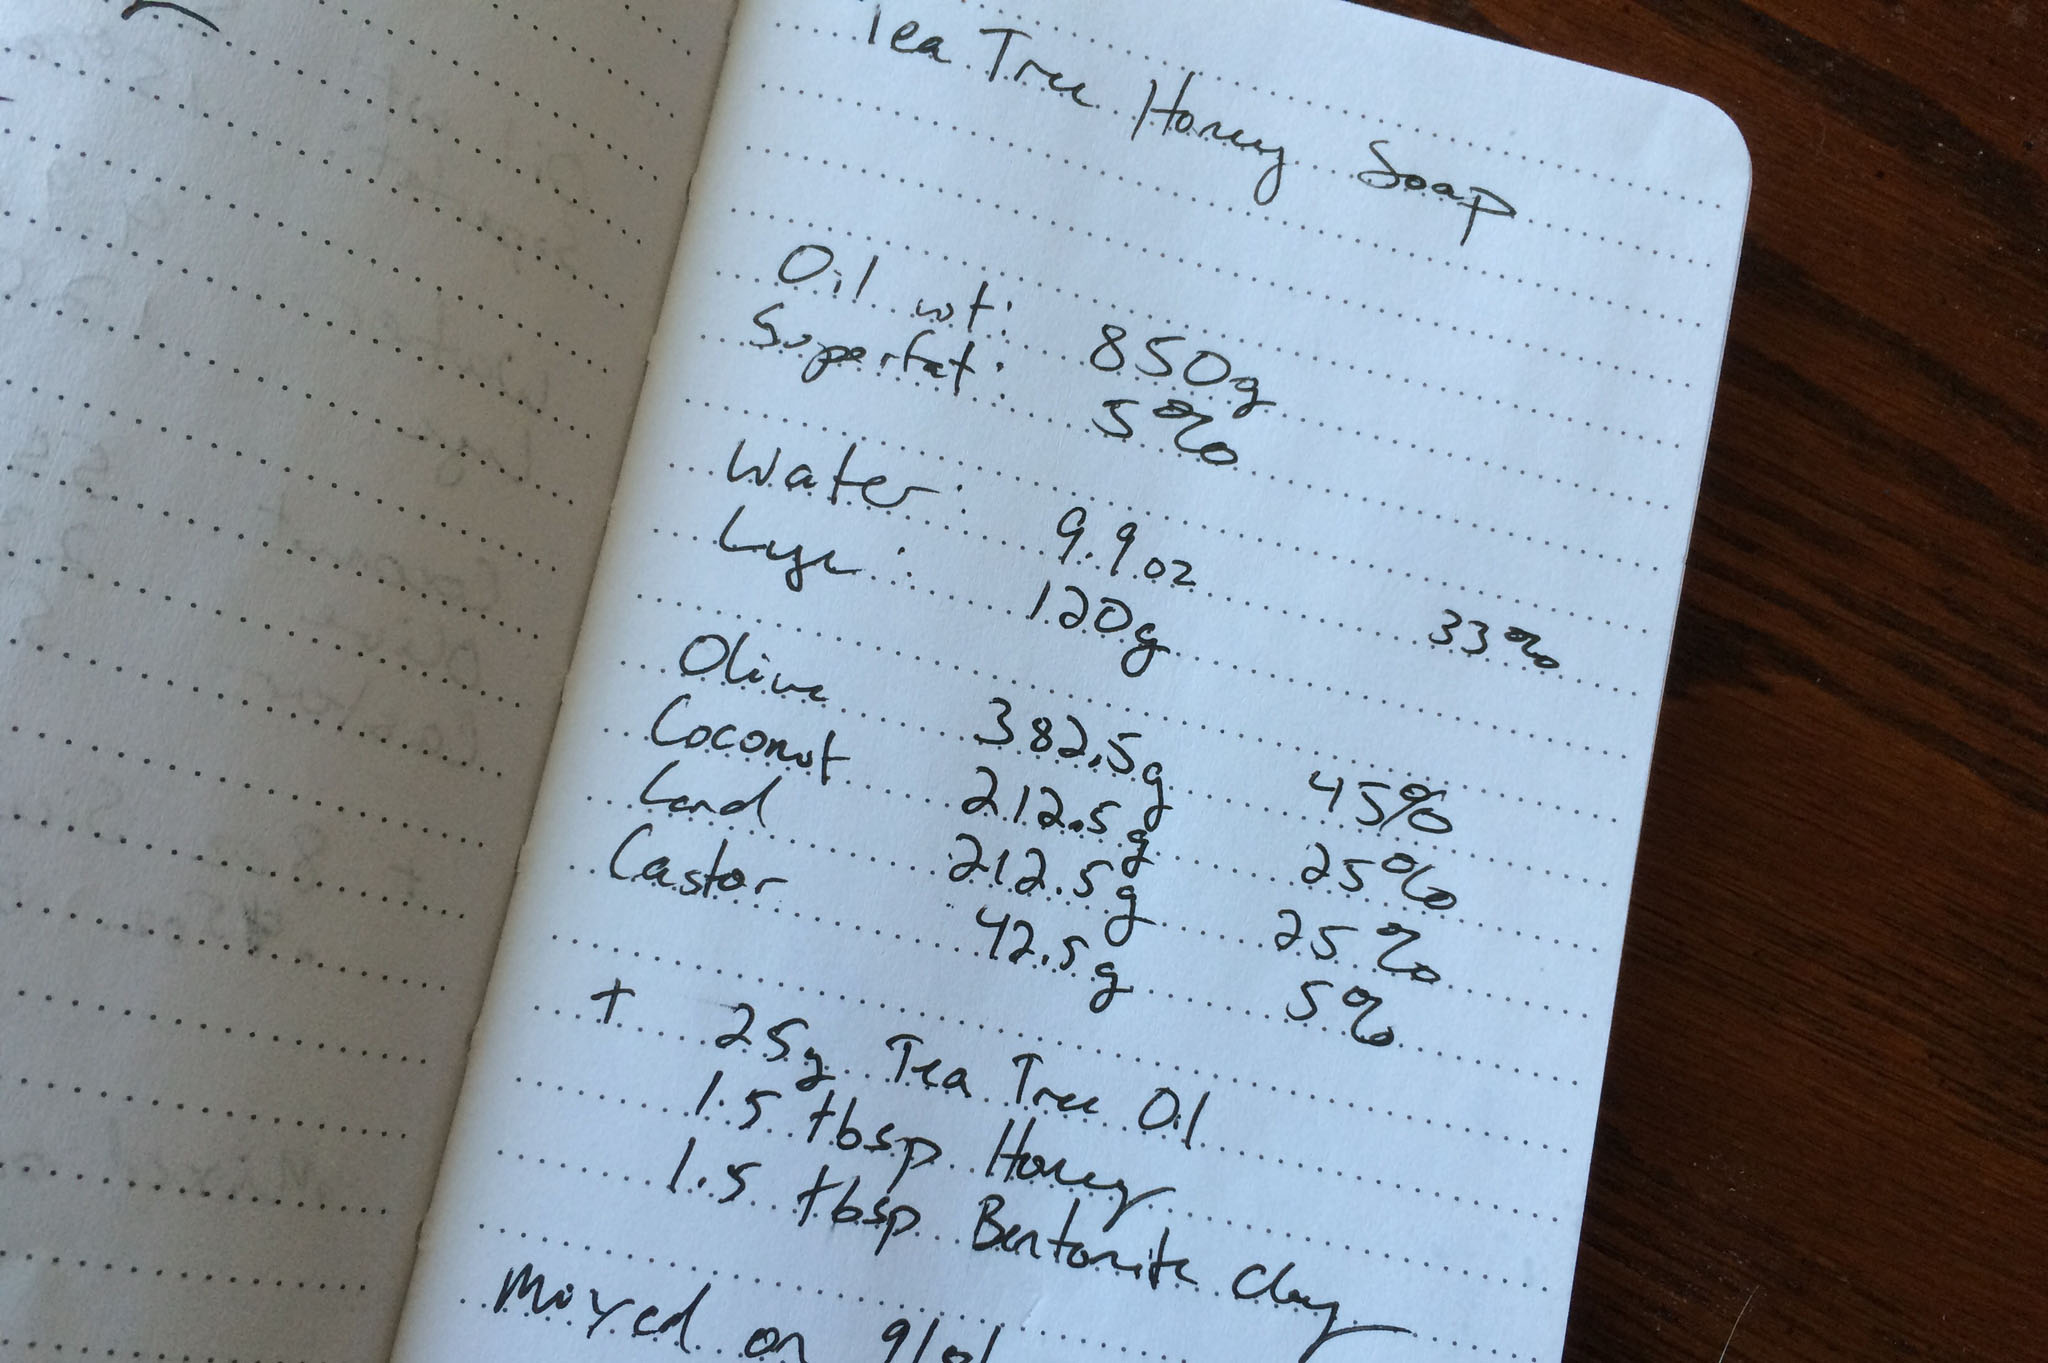 Tea Tree Honey Soap
Oil wt: 850g
Superfat: 5%
Water: 9.9oz 33%
Lye: 120g
Olive 382.5g 45%
Coconut 212.5g 25%
Lard 212.5g 25%
Castor 42.5g 5%
+ 25g Tea Tree Oil
1.5 tbsp Honey
1.5 tbsp Bentonite Clay
Mixed on